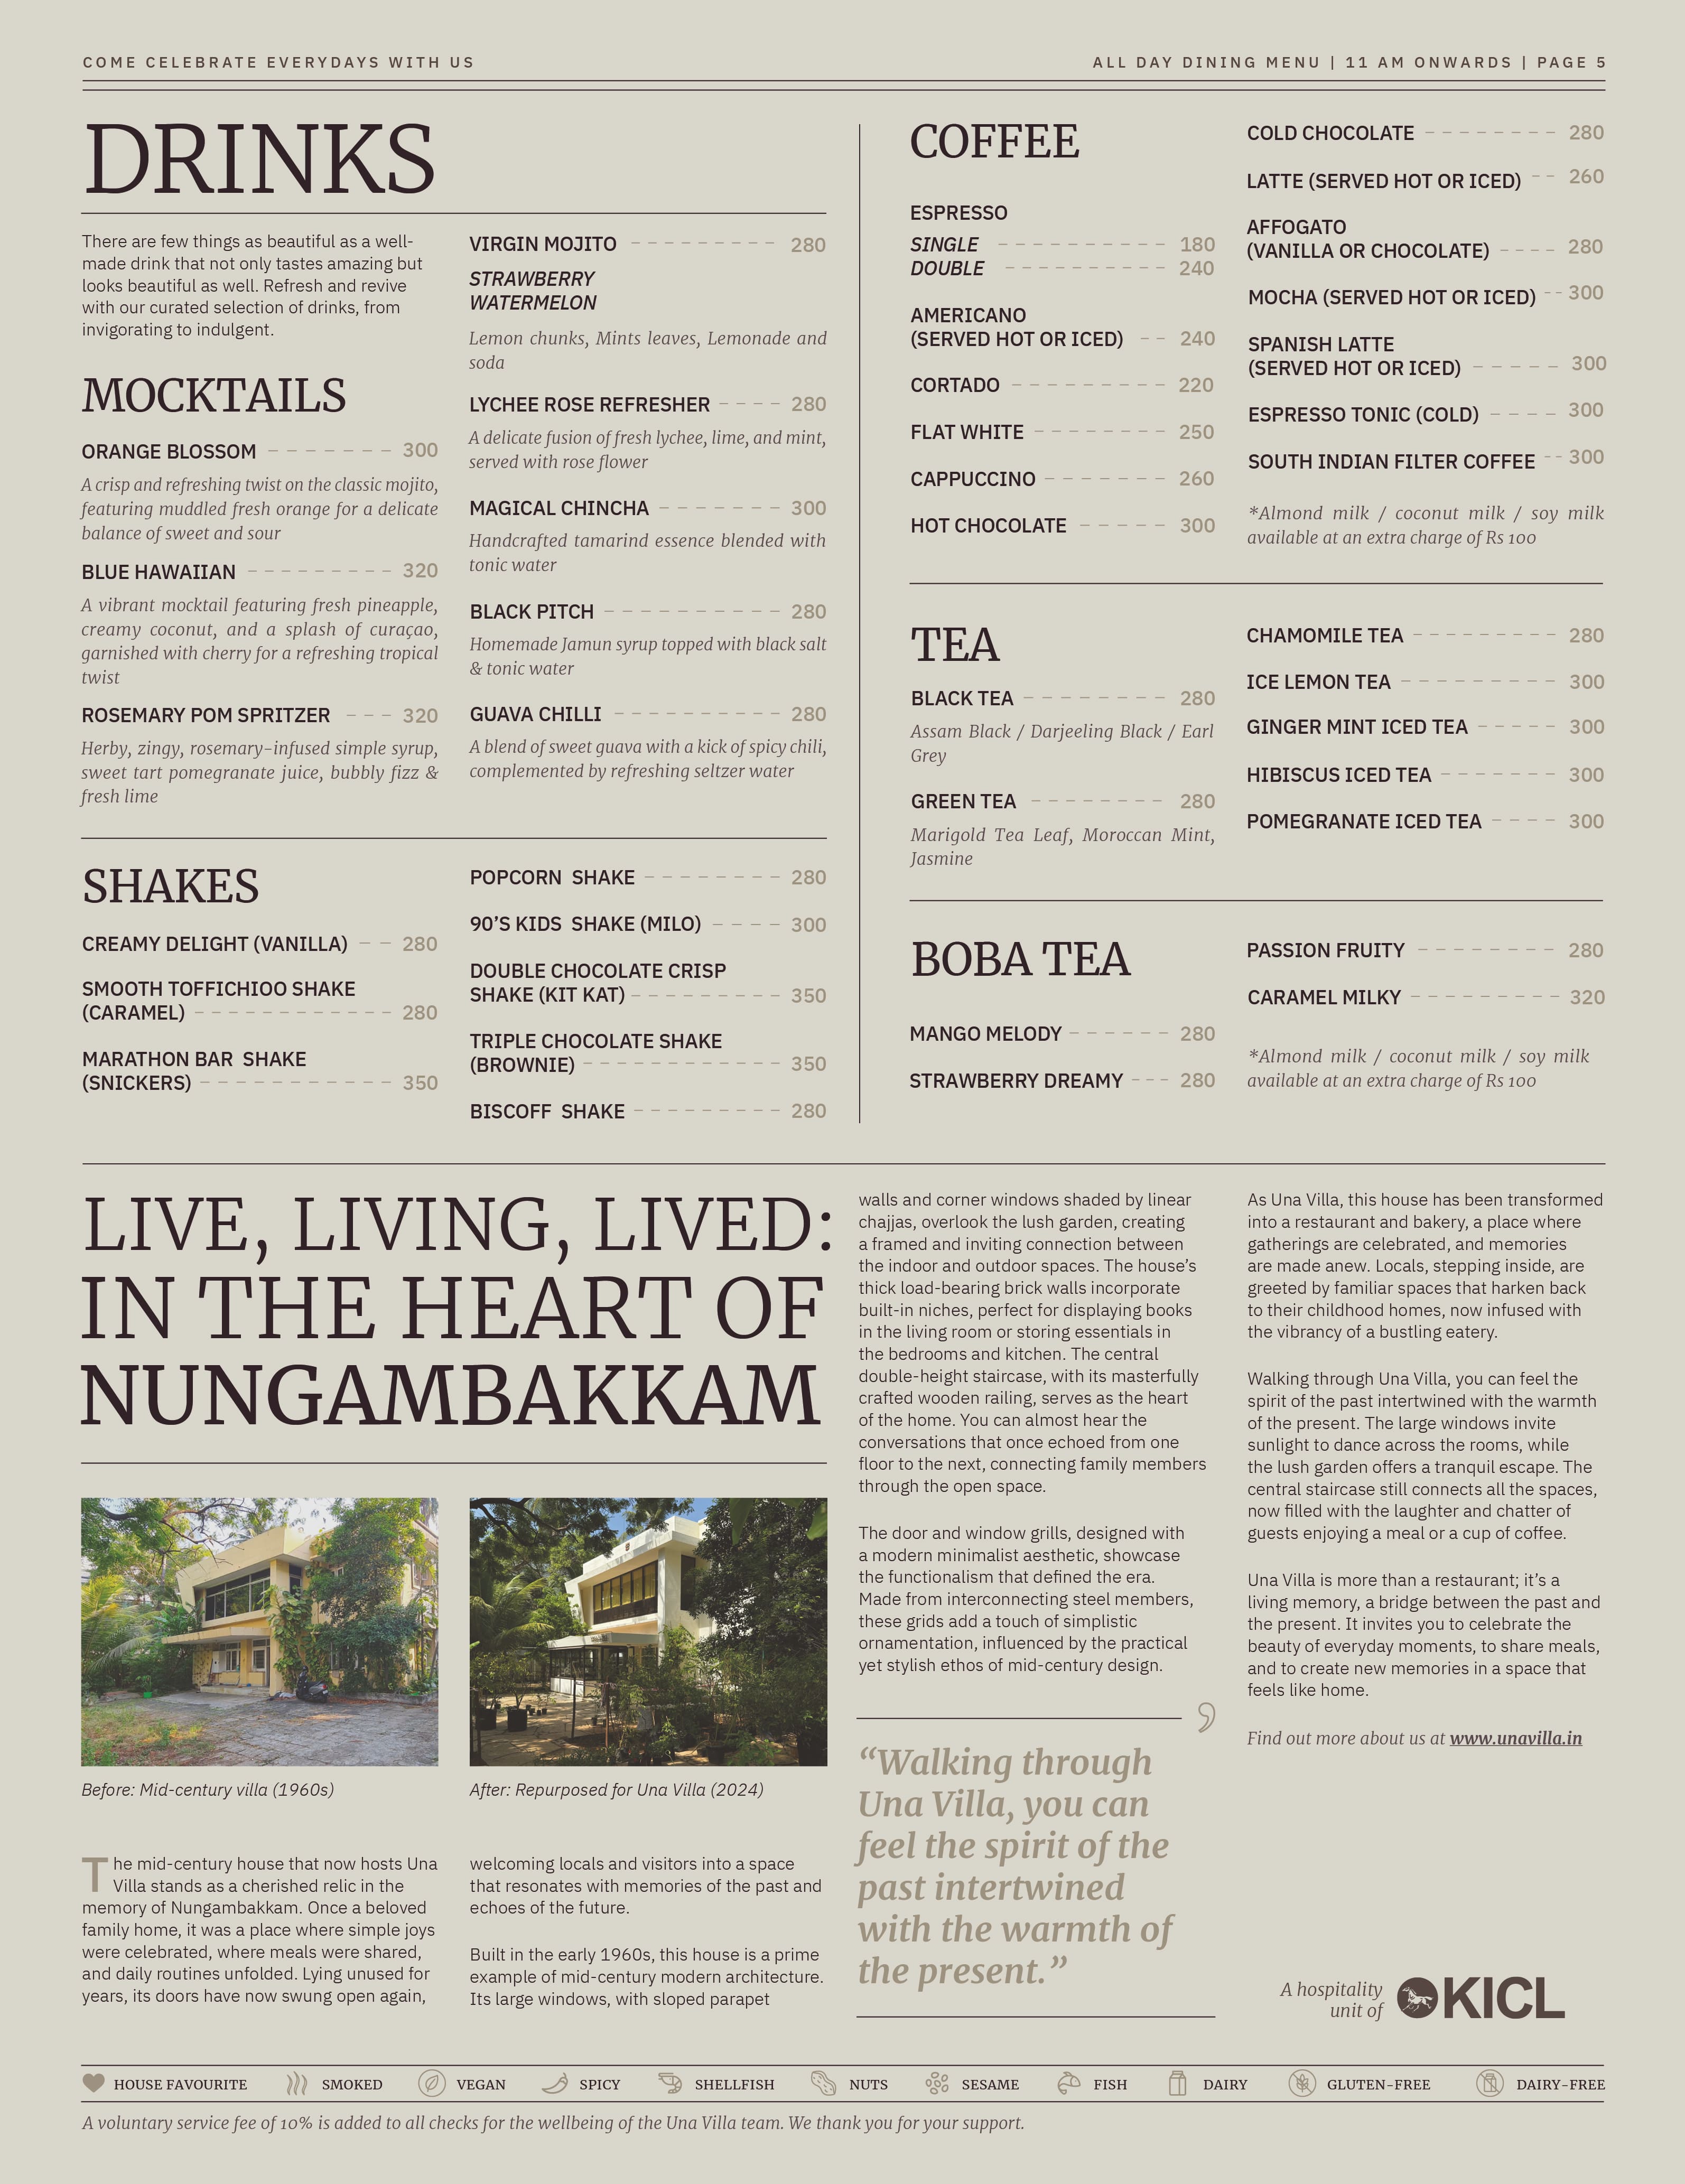 COME CELEBRATE EVERYDAYS WITH US
ALL DAY DINING MENU | 11 AM ONWARDS | PAGE 5
DRINKS
There are few things as beautiful as a well-
made drink that not only tastes amazing but
looks beautiful as well. Refresh and revive
with our curated selection of drinks, from
invigorating to indulgent.
MOCKTAILS
ORANGE BLOSSOM 300
A crisp and refreshing twist on the classic mojito,
featuring muddled fresh orange for a delicate
balance of sweet and sour
BLUE HAWAIIAN 320
A vibrant mocktail featuring fresh pineapple,
creamy coconut, and a splash of curaçao,
garnished with cherry for a refreshing tropical
twist
ROSEMARY POM SPRITZER 320
Herby, zingy, rosemary-infused simple syrup,
sweet tart pomegranate juice, bubbly fizz &
fresh lime
VIRGIN MOJITO 280
STRAWBERRY
WATERMELON
Lemon chunks, Mints leaves, Lemonade and
soda
LYCHEE ROSE REFRESHER 280
A delicate fusion of fresh lychee, lime, and mint,
served with rose flower
MAGICAL CHINCHA 300
Handcrafted tamarind essence blended with
tonic water
BLACK PITCH 280
Homemade Jamun syrup topped with black salt
& tonic water
GUAVA CHILLI 280
A blend of sweet guava with a kick of spicy chili,
complemented by refreshing seltzer water
SHAKES
CREAMY DELIGHT (VANILLA) 280
SMOOTH TOFFICHIOO SHAKE
(CARAMEL) 280
MARATHON BAR SHAKE
(SNICKERS) 350
POPCORN SHAKE 280
90’S KIDS SHAKE (MILO) 300
DOUBLE CHOCOLATE CRISP
SHAKE (KIT KAT) 350
TRIPLE CHOCOLATE SHAKE
(BROWNIE) 350
BISCOFF SHAKE 280
COFFEE
ESPRESSO
SINGLE 180
DOUBLE 240
AMERICANO
(SERVED HOT OR ICED) 240
CORTADO 220
FLAT WHITE 250
CAPPUCCINO 260
HOT CHOCOLATE 300
COLD CHOCOLATE 280
LATTE (SERVED HOT OR ICED) 260
AFFOGATO
(VANILLA OR CHOCOLATE) 280
MOCHA (SERVED HOT OR ICED) 300
SPANISH LATTE
(SERVED HOT OR ICED) 300
ESPRESSO TONIC (COLD) 300
SOUTH INDIAN FILTER COFFEE 300
*Almond milk / coconut milk / soy milk
available at an extra charge of Rs 100
TEA
BLACK TEA 280
Assam Black / Darjeeling Black / Earl
Grey
GREEN TEA 280
Marigold Tea Leaf, Moroccan Mint,
Jasmine
CHAMOMILE TEA 280
ICE LEMON TEA 300
GINGER MINT ICED TEA 300
HIBISCUS ICED TEA 300
POMEGRANATE ICED TEA 300
BOBA TEA
MANGO MELODY 280
STRAWBERRY DREAMY 280
PASSION FRUITY 280
CARAMEL MILKY 320
*Almond milk / coconut milk / soy milk
available at an extra charge of Rs 100
LIVE, LIVING, LIVED:
IN THE HEART OF
NUNGAMBAKKAM
Before: Mid-century villa (1960s)
After: Repurposed for Una Villa (2024)
The mid-century house that now hosts Una
Villa stands as a cherished relic in the
memory of Nungambakkam. Once a beloved
family home, it was a place where simple joys
were celebrated, where meals were shared,
and daily routines unfolded. Lying unused for
years, its doors have now swung open again,
welcoming locals and visitors into a space
that resonates with memories of the past and
echoes of the future.
Built in the early 1960s, this house is a prime
example of mid-century modern architecture.
Its large windows, with sloped parapet
walls and corner windows shaded by linear
chajjas, overlook the lush garden, creating
a framed and inviting connection between
the indoor and outdoor spaces. The house’s
thick load-bearing brick walls incorporate
built-in niches, perfect for displaying books
in the living room or storing essentials in
the bedrooms and kitchen. The central
double-height staircase, with its masterfully
crafted wooden railing, serves as the heart
of the home. You can almost hear the
conversations that once echoed from one
floor to the next, connecting family members
through the open space.
The door and window grills, designed with
a modern minimalist aesthetic, showcase
the functionalism that defined the era.
Made from interconnecting steel members,
these grids add a touch of simplistic
ornamentation, influenced by the practical
yet stylish ethos of mid-century design.
“Walking through
Una Villa, you can
feel the spirit of the
past intertwined
with the warmth of
the present.”
As Una Villa, this house has been transformed
into a restaurant and bakery, a place where
gatherings are celebrated, and memories
are made anew. Locals, stepping inside, are
greeted by familiar spaces that harken back
to their childhood homes, now infused with
the vibrancy of a bustling eatery.
Walking through Una Villa, you can feel the
spirit of the past intertwined with the warmth
of the present. The large windows invite
sunlight to dance across the rooms, while
the lush garden offers a tranquil escape. The
central staircase still connects all the spaces,
now filled with the laughter and chatter of
guests enjoying a meal or a cup of coffee.
Una Villa is more than a restaurant; it’s a
living memory, a bridge between the past and
the present. It invites you to celebrate the
beauty of everyday moments, to share meals,
and to create new memories in a space that
feels like home.
Find out more about us at www.unavilla.in
A hospitality
unit of KICL
HOUSE FAVOURITE SMOKED VEGAN SPICY SHELLFISH NUTS SESAME FISH DAIRY GLUTEN-FREE DAIRY-FREE
A voluntary service fee of 10% is added to all checks for the wellbeing of the Una Villa team. We thank you for your support.